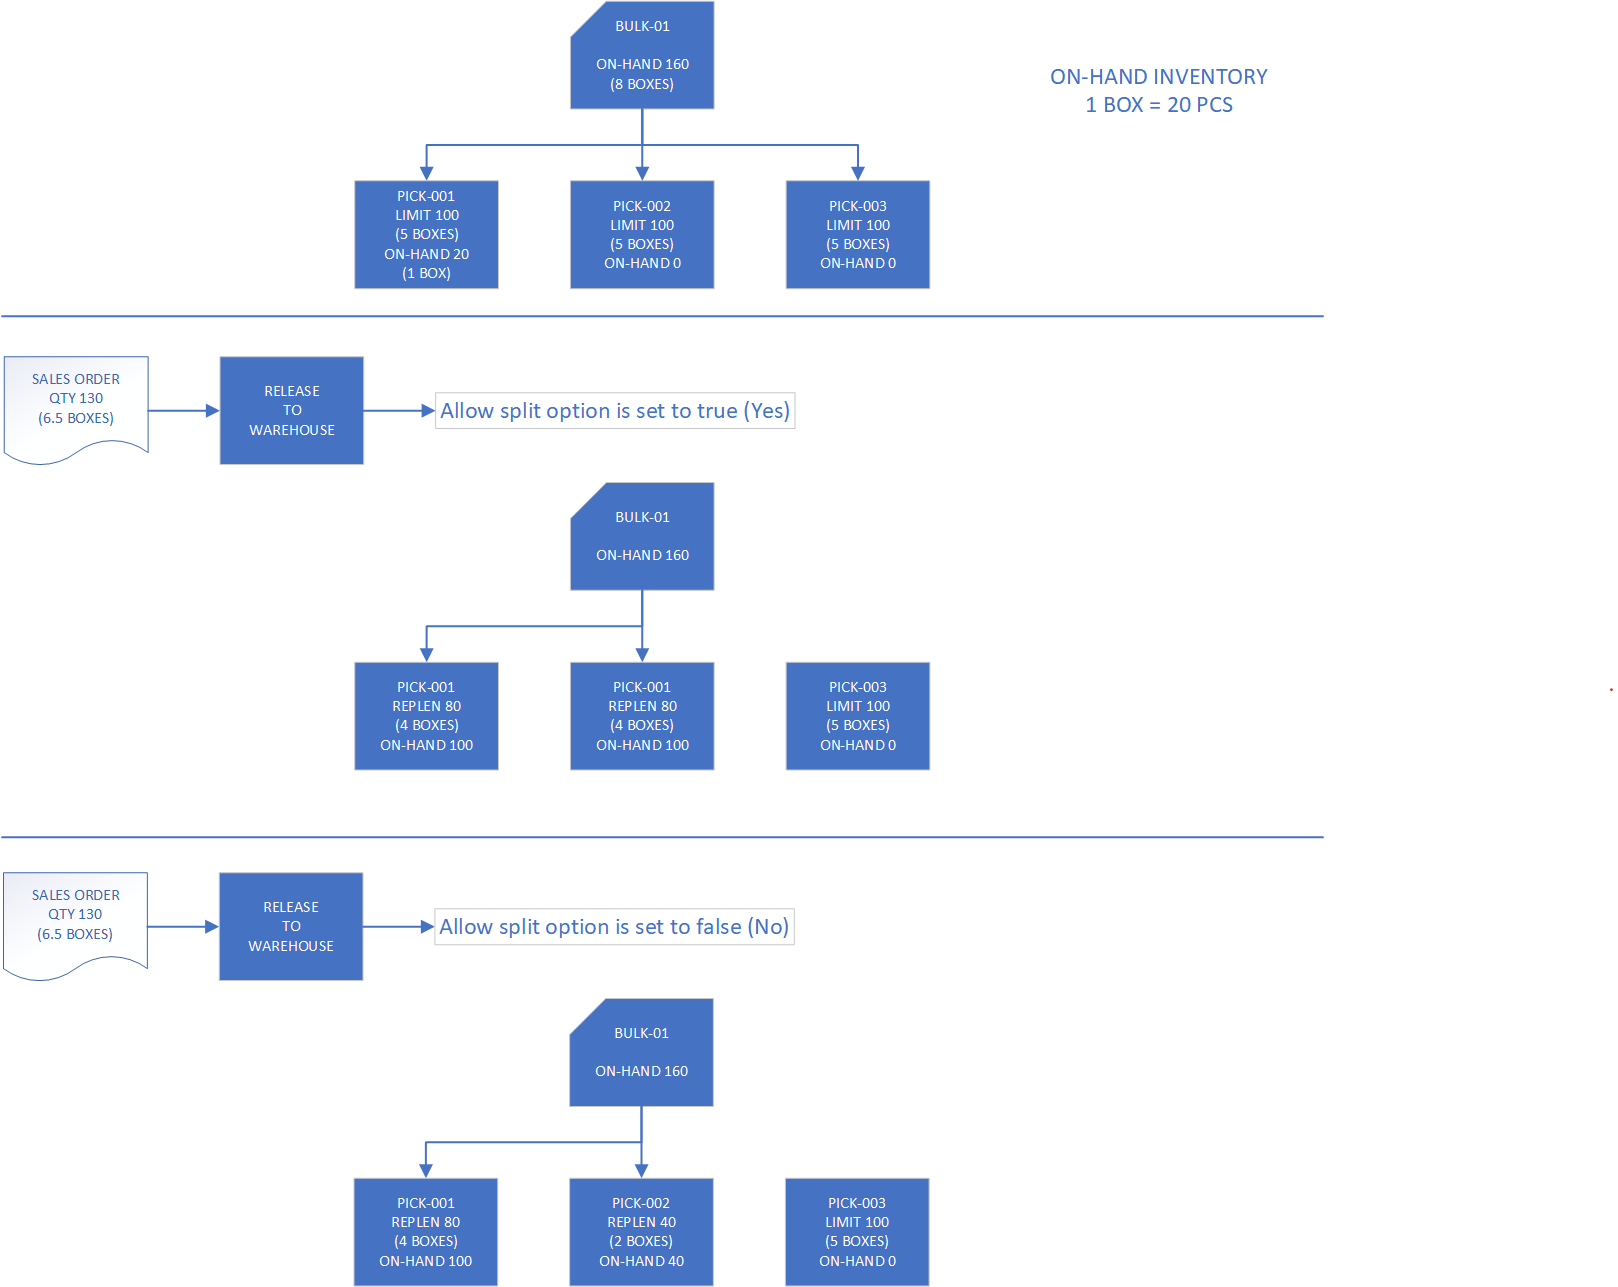 BULK-01
ON-HAND 160
(8 BOXES)
ON-HAND INVENTORY
1 BOX = 20 PCS
PICK-001
LIMIT 100
(5 BOXES)
ON-HAND 20
(1 BOX)
PICK-002
LIMIT 100
(5 BOXES)
ON-HAND 0
PICK-003
LIMIT 100
(5 BOXES)
ON-HAND 0
SALES ORDER
QTY 130
(6.5 BOXES)
RELEASE
TO
WAREHOUSE
Allow split option is set to true (Yes)
BULK-01
ON-HAND 160
PICK-001
REPLEN 80
(4 BOXES)
ON-HAND 100
PICK-001
REPLEN 80
(4 BOXES)
ON-HAND 100
PICK-003
LIMIT 100
(5 BOXES)
ON-HAND 0
SALES ORDER
QTY 130
(6.5 BOXES)
RELEASE
TO
WAREHOUSE
Allow split option is set to false (No)
BULK-01
ON-HAND 160
PICK-001
REPLEN 80
(4 BOXES)
ON-HAND 100
PICK-002
REPLEN 40
(2 BOXES)
ON-HAND 40
PICK-003
LIMIT 100
(5 BOXES)
ON-HAND 0